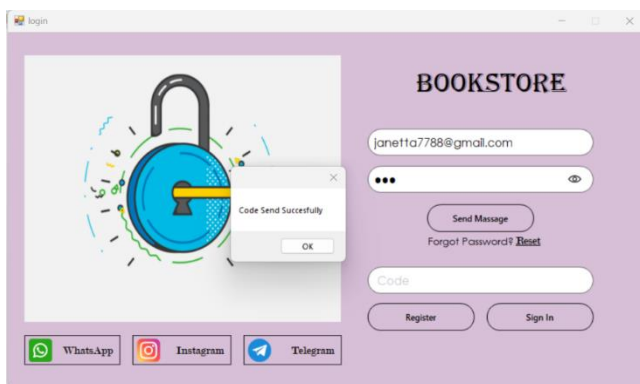 login
BOOKSTORE
janetta7788@gmail.com
Code Send Succesfully
OK
Send Massage
Forgot Password? Reset
Code
Register
Sign In
WhatsApp
Instagram
Telegram